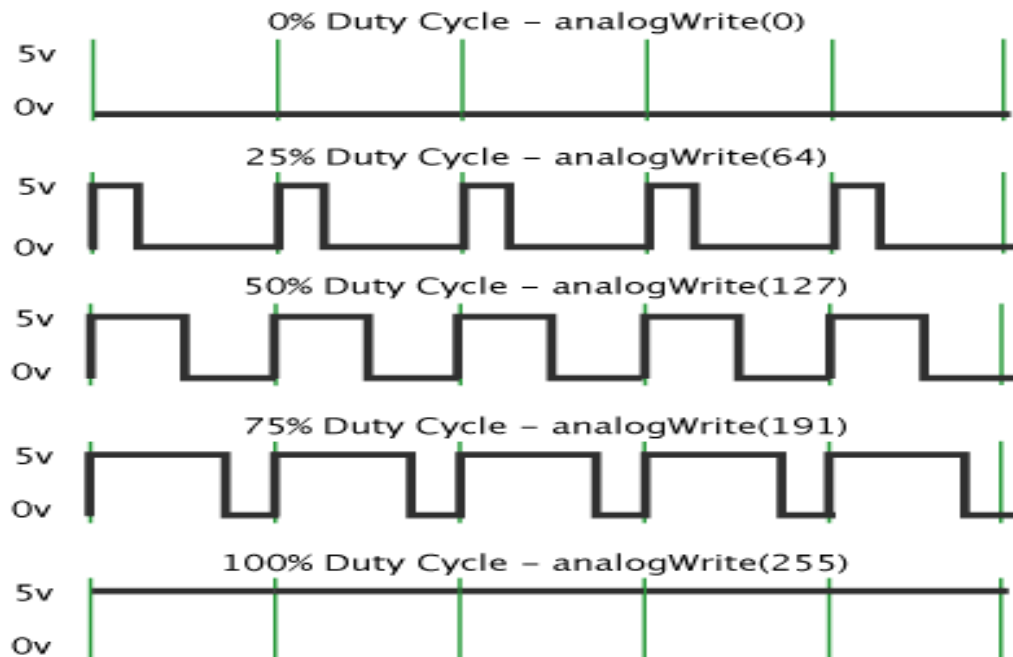 0% Duty Cycle – analogWrite(0)
5v
0v
25% Duty Cycle – analogWrite(64)
5v
0v
50% Duty Cycle – analogWrite(127)
5v
0v
75% Duty Cycle – analogWrite(191)
5v
0v
100% Duty Cycle – analogWrite(255)
5v
0v